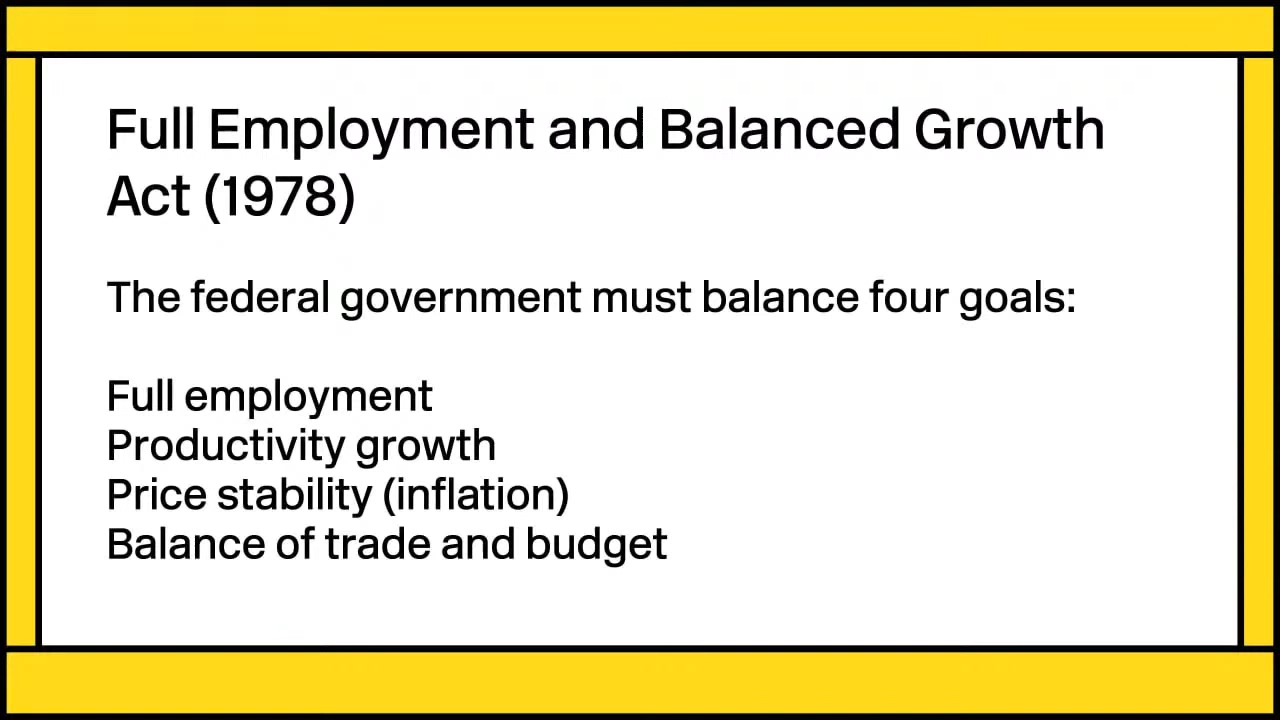 Full Employment and Balanced Growth
Act (1978)
The federal government must balance four goals:
Full employment
Productivity growth
Price stability (inflation)
Balance of trade and budget